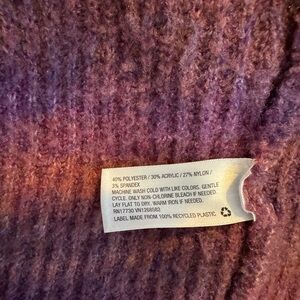 40% POLYESTER / 30% ACRYLIC / 27% NYLON /
3% SPANDEX
MACHINE WASH COLD WITH LIKE COLORS. GENTLE
CYCLE. ONLY NON-CHLORINE BLEACH IF NEEDED.
LAY FLAT TO DRY. WARM IRON IF NEEDED.
RN17730
LABEL MADE FROM 100% RECYCLED PLASTIC